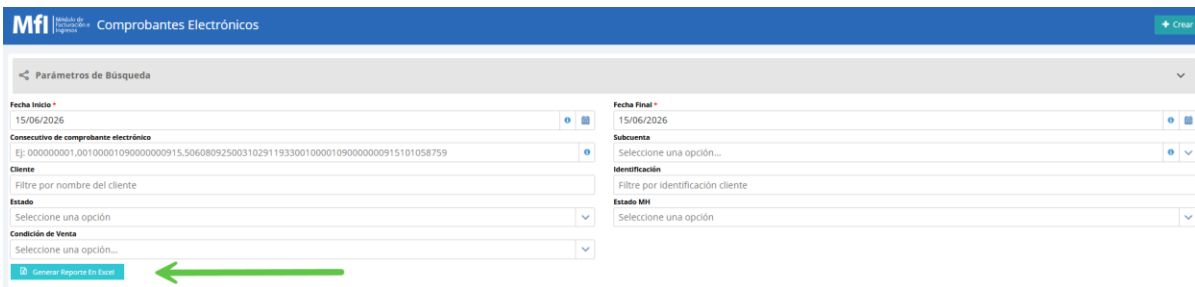 MfI Módulo de Facturación e Ingresos Comprobantes Electrónicos
+ Crear
Parámetros de Búsqueda
Fecha Inicio * Fecha Final *
15/06/2026 15/06/2026
Consecutivo de comprobante electrónico Subcuenta
Ej: 000000001,00100001090000000915,50608092500310291193300100001090000000915101058759 Seleccione una opción...
Cliente Identificación
Filtre por nombre del cliente Filtre por identificación cliente
Estado Estado MH
Seleccione una opción Seleccione una opción
Condición de Venta
Seleccione una opción...
Generar Reporte En Excel